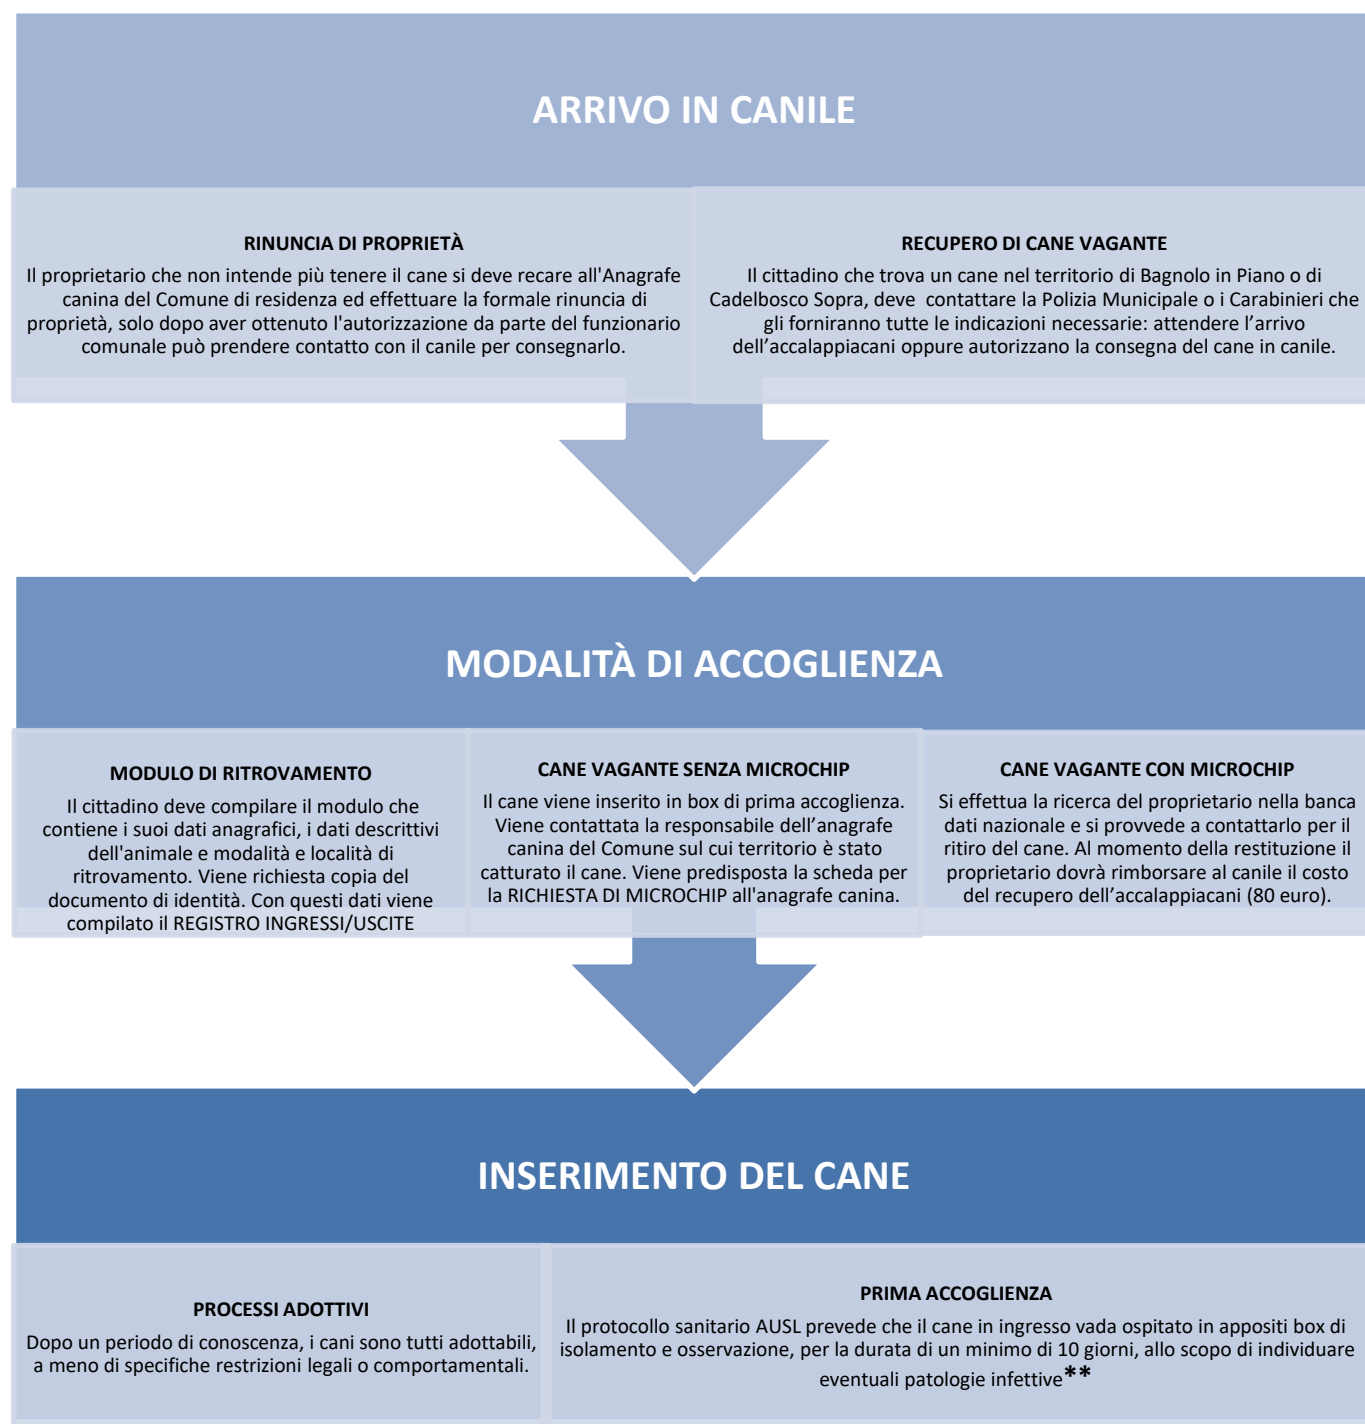 ARRIVO IN CANILE
RINUNCIA DI PROPRIETÀ
Il proprietario che non intende più tenere il cane si deve recare all'Anagrafe
canina del Comune di residenza ed effettuare la formale rinuncia di
proprietà, solo dopo aver ottenuto l'autorizzazione da parte del funzionario
comunale può prendere contatto con il canile per consegnarlo.
RECUPERO DI CANE VAGANTE
Il cittadino che trova un cane nel territorio di Bagnolo in Piano o di
Cadelbosco Sopra, deve contattare la Polizia Municipale o i Carabinieri che
gli forniranno tutte le indicazioni necessarie: attendere l’arrivo
dell’accalappiacani oppure autorizzano la consegna del cane in canile.
MODALITÀ DI ACCOGLIENZA
MODULO DI RITROVAMENTO
Il cittadino deve compilare il modulo che
contiene i suoi dati anagrafici, i dati descrittivi
dell'animale e modalità e località di
ritrovamento. Viene richiesta copia del
documento di identità. Con questi dati viene
compilato il REGISTRO INGRESSI/USCITE
CANE VAGANTE SENZA MICROCHIP
Il cane viene inserito in box di prima accoglienza.
Viene contattata la responsabile dell’anagrafe
canina del Comune sul cui territorio è stato
catturato il cane. Viene predisposta la scheda per
la RICHIESTA DI MICROCHIP all'anagrafe canina.
CANE VAGANTE CON MICROCHIP
Si effettua la ricerca del proprietario nella banca
dati nazionale e si provvede a contattarlo per il
ritiro del cane. Al momento della restituzione il
proprietario dovrà rimborsare al canile il costo
del recupero dell’accalappiacani (80 euro).
INSERIMENTO DEL CANE
PROCESSI ADOTTIVI
Dopo un periodo di conoscenza, i cani sono tutti adottabili,
a meno di specifiche restrizioni legali o comportamentali.
PRIMA ACCOGLIENZA
Il protocollo sanitario AUSL prevede che il cane in ingresso vada ospitato in appositi box di
isolamento e osservazione, per la durata di un minimo di 10 giorni, allo scopo di individuare
eventuali patologie infettive**